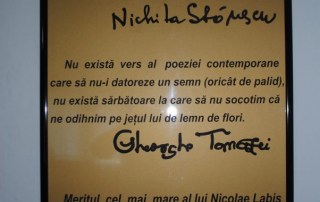 Nichita Stănescu
Nu există vers al poeziei contemporane
care să nu-i datoreze un semn (oricât de palid),
nu există sărbătoare la care să nu socotim că
ne odihnim pe jețul lui de lemn de flori.
Gheorghe Tomozei
Meritul cel mai mare al lui Nicolae Labiș